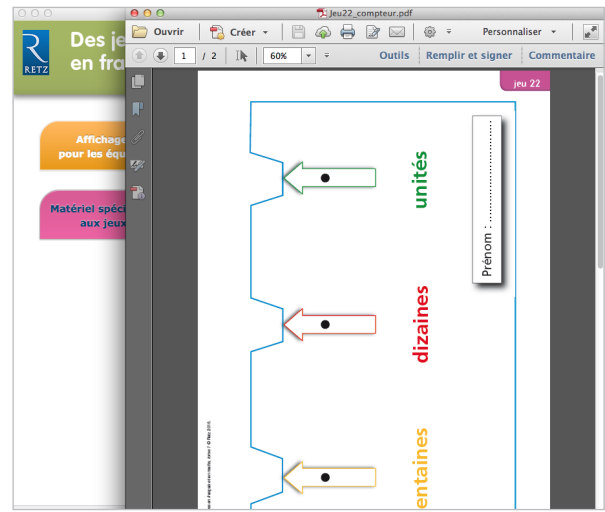 Jeu22_compteur.pdf
Ouvrir
Créer
Personnaliser
1 / 2
60%
Outils
Remplir et signer
Commentaire
RETZ
Des je
en fra
Affichage
pour les équ
Matériel spéci
aux jeux
jeu 22
Prénom :
unités
dizaines
entaines